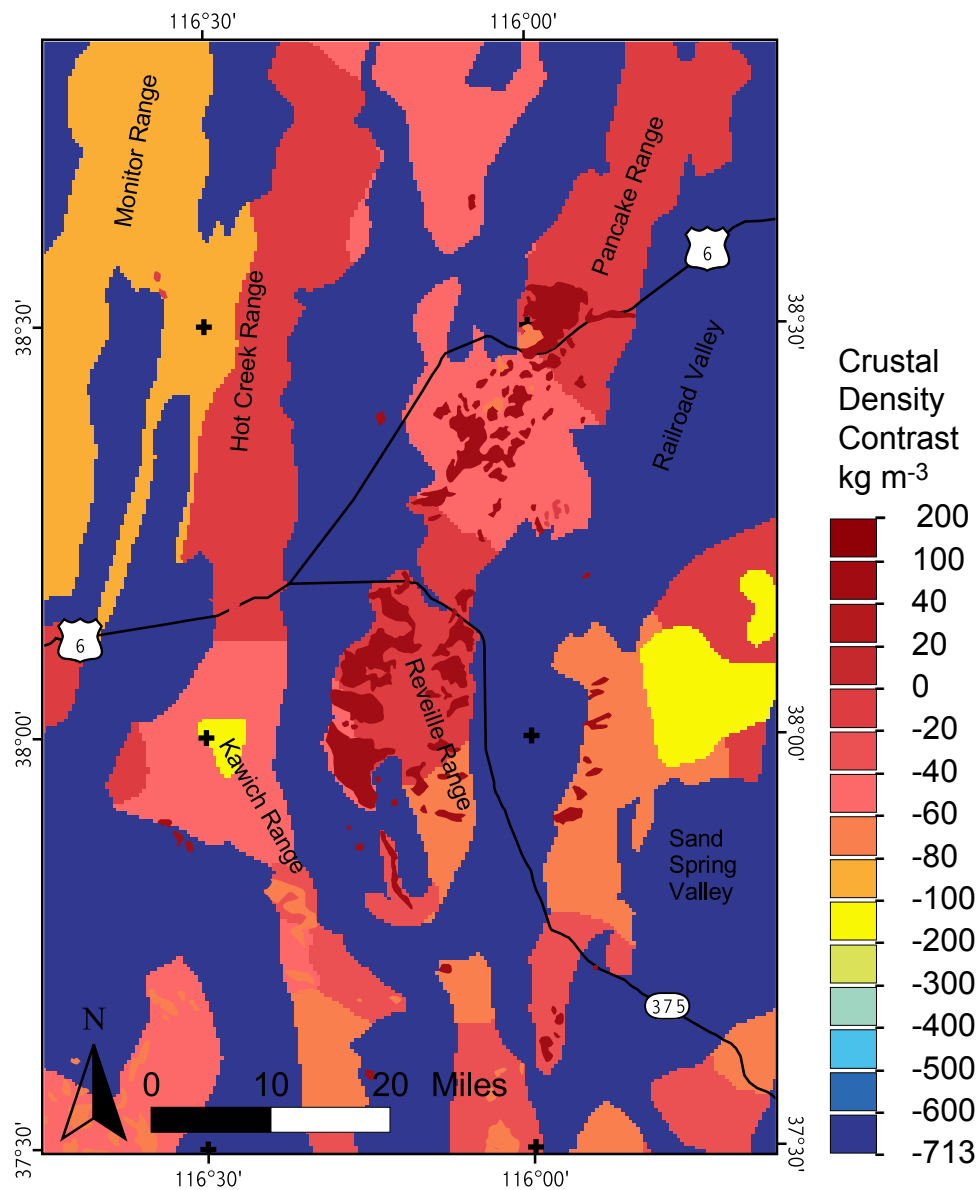 116°30'
116°00'
Monitor Range
Pancake Range
6
38°30'
38°30'
Hot Creek Range
Railroad Valley
Crustal
Density
Contrast
kg m-3
200
100
40
20
0
-20
-40
-60
-80
-100
-200
-300
-400
-500
-600
-713
6
Reveille Range
38°00'
38°00'
Kawich Range
Sand
Spring
Valley
375
N
0 10 20 Miles
37°30'
37°30'
116°30'
116°00'